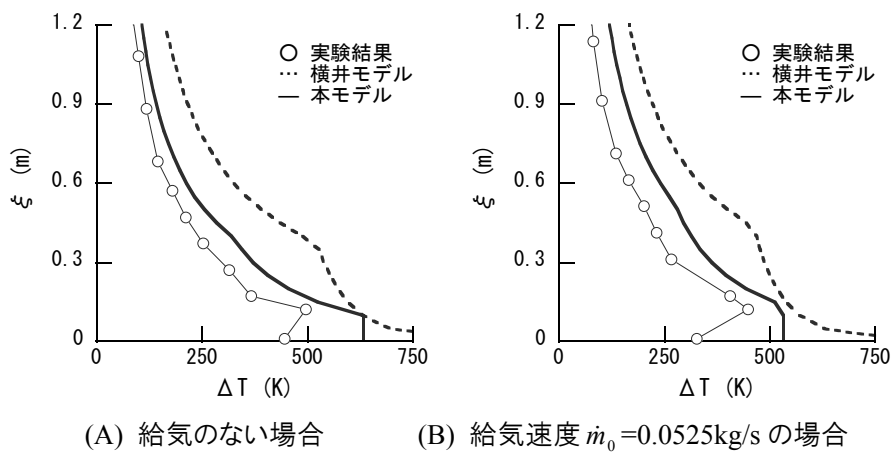 1.2
0.9
0.6
0.3
0
ξ (m)
0 250 500 750
ΔT (K)
実験結果
横井モデル
本モデル
(A) 給気のない場合
1.2
0.9
0.6
0.3
0
ξ (m)
0 250 500 750
ΔT (K)
実験結果
横井モデル
本モデル
(B) 給気速度 ṁ₀=0.0525kg/s の場合